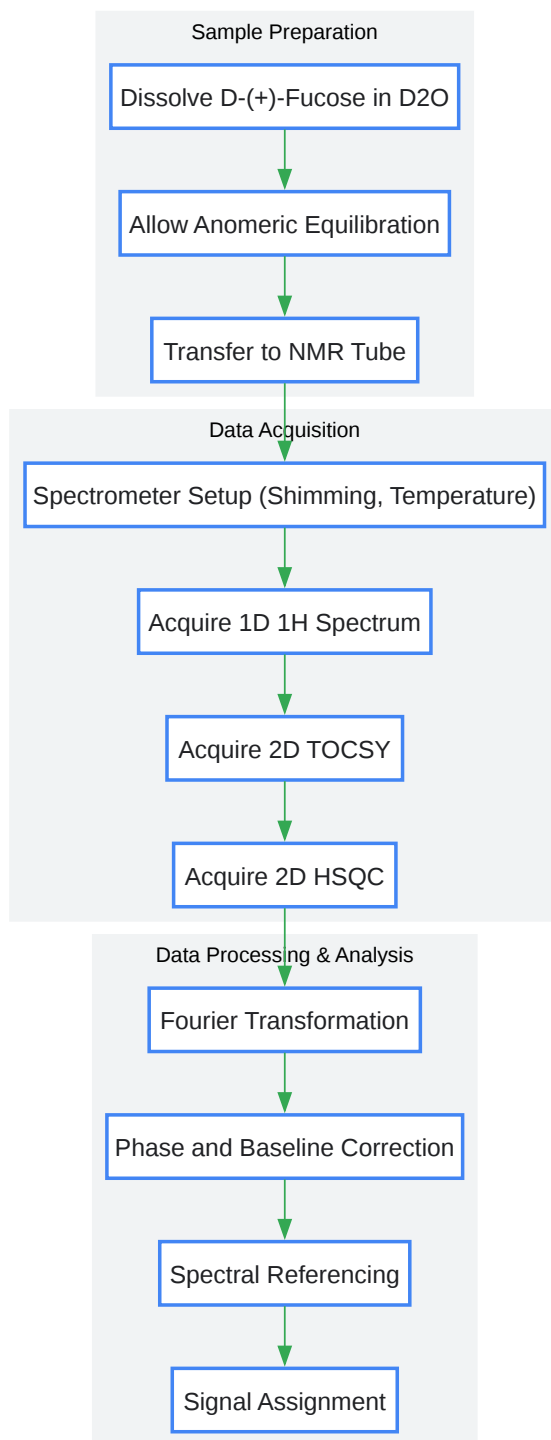 Sample Preparation
Dissolve D-(+)-Fucose in D2O
Allow Anomeric Equilibration
Transfer to NMR Tube
Data Acquisition
Spectrometer Setup (Shimming, Temperature)
Acquire 1D 1H Spectrum
Acquire 2D TOCSY
Acquire 2D HSQC
Data Processing & Analysis
Fourier Transformation
Phase and Baseline Correction
Spectral Referencing
Signal Assignment